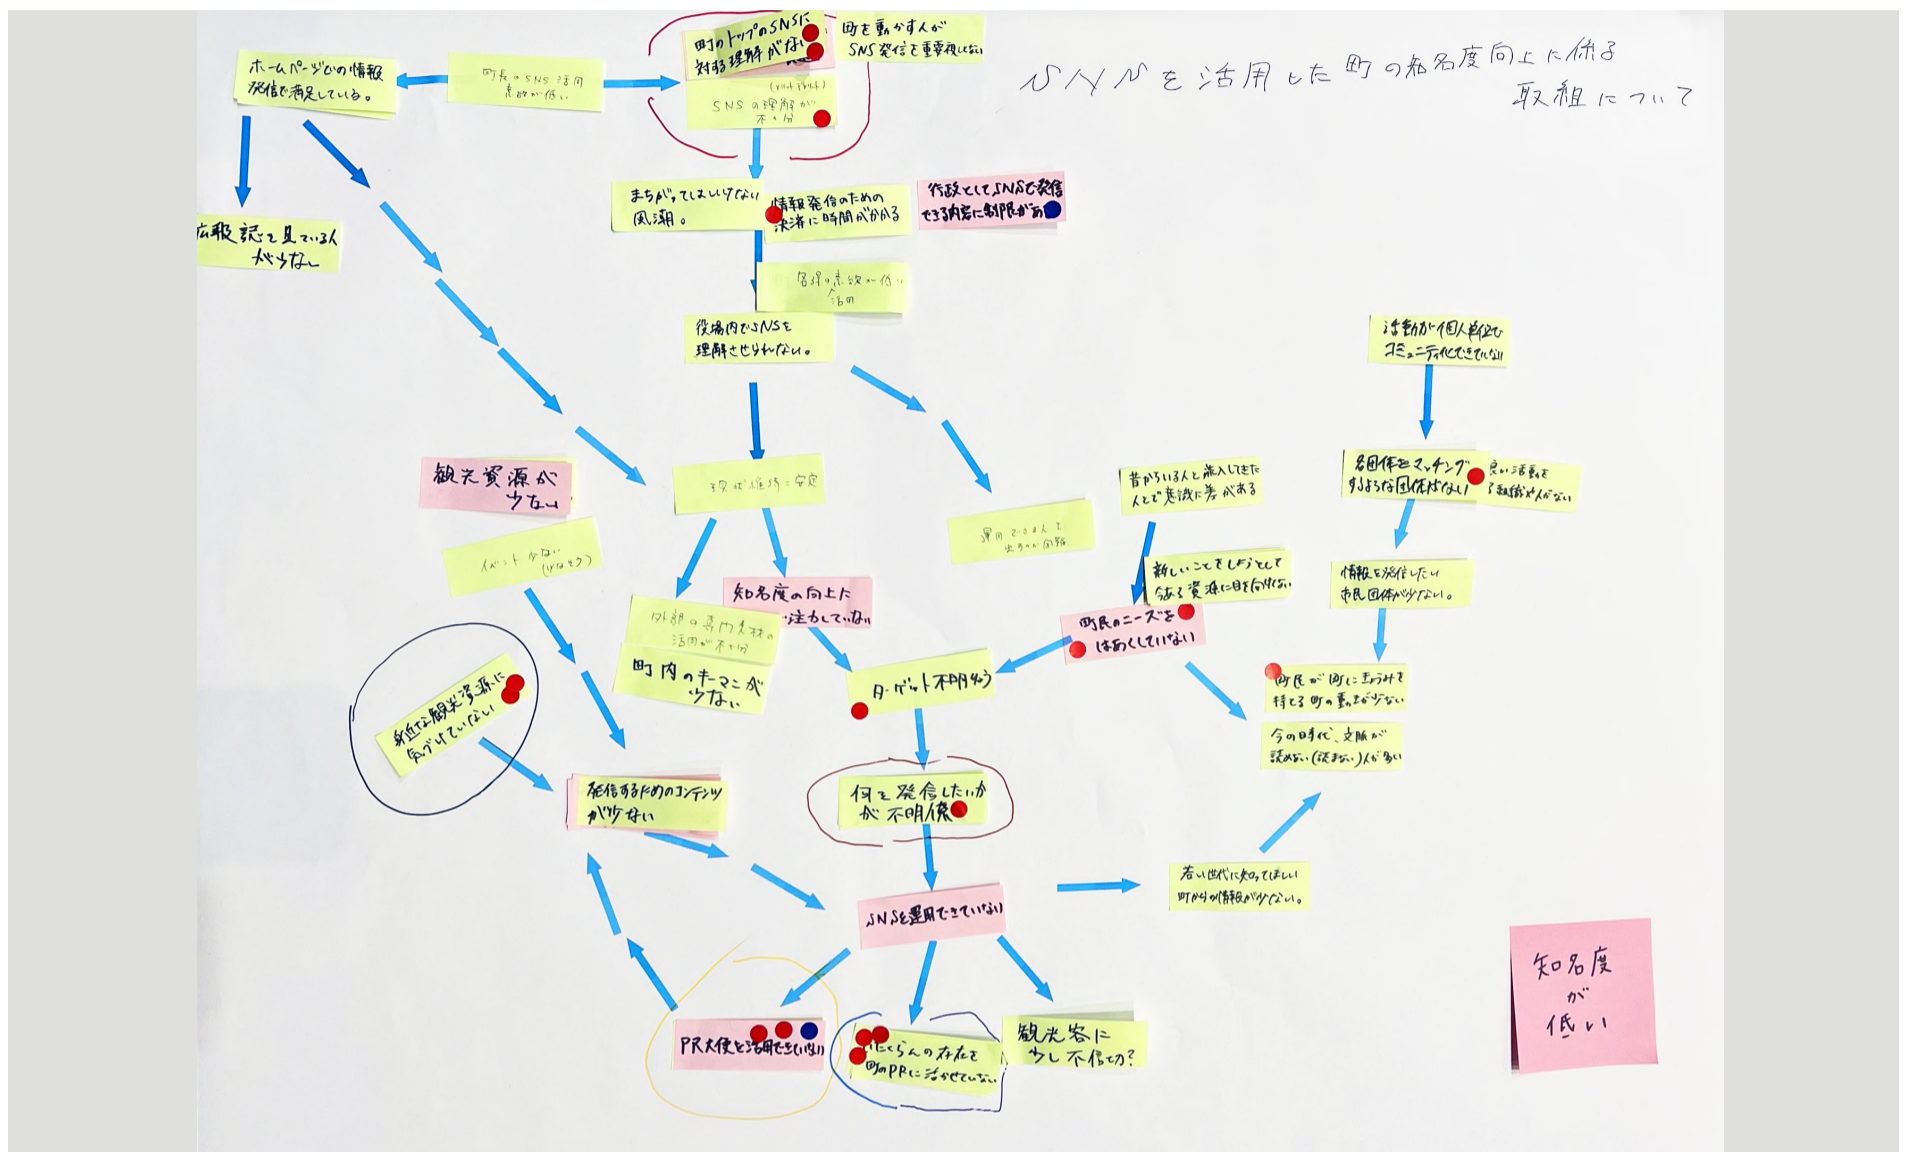 SNSを活用した町の知名度向上に係る
取組について
町のトップのSNSに
対する理解がない
町を動かす人が
SNS発信を重要視してない
ホームページでの情報
発信で満足している。
町長のSNS活用
意欲が低い
SNSの理解が
不十分
広報誌を見ている人
が少ない
まちがってはいけない
風潮。
情報発信のための
決済に時間がかかる
行政としてSNSで発信
できる内容に制限があ
各課の意欲が低い
活用
役場内でSNSを
理解させられない。
活動が個人単位で
コミュニティ化できていない
観光資源が
少ない
現状維持=安定
昔からいる人と転入してきた
人とで意識に差がある
各団体をマッチング
するような団体がない
良い活動を
イベント少ない
運用できる人を
出すのが困難
新しいことをしようとして
今ある資源に目を向けない
情報を発信したい
町民団体が少ない。
知名度の向上に
注力していない
外部の専門人材の
活用が不十分
町内のキーマンが
少ない
町民のニーズを
はあくしていない
ターゲット不明確
町民が町に
持てる町の
今の時代、文脈が
読めない(読まない)人が多い
身近な観光資源に
気づけていない
発信するためのコンテンツ
が少ない
何を発信したいか
が不明僚
SNSを運用できていない
若い世代に知ってほしい
町からの情報が少ない。
PR大使を活用できていない
たくらんの存在を
町のPRに活かせていない
観光客に
少し不信切?
知名度
が
低い